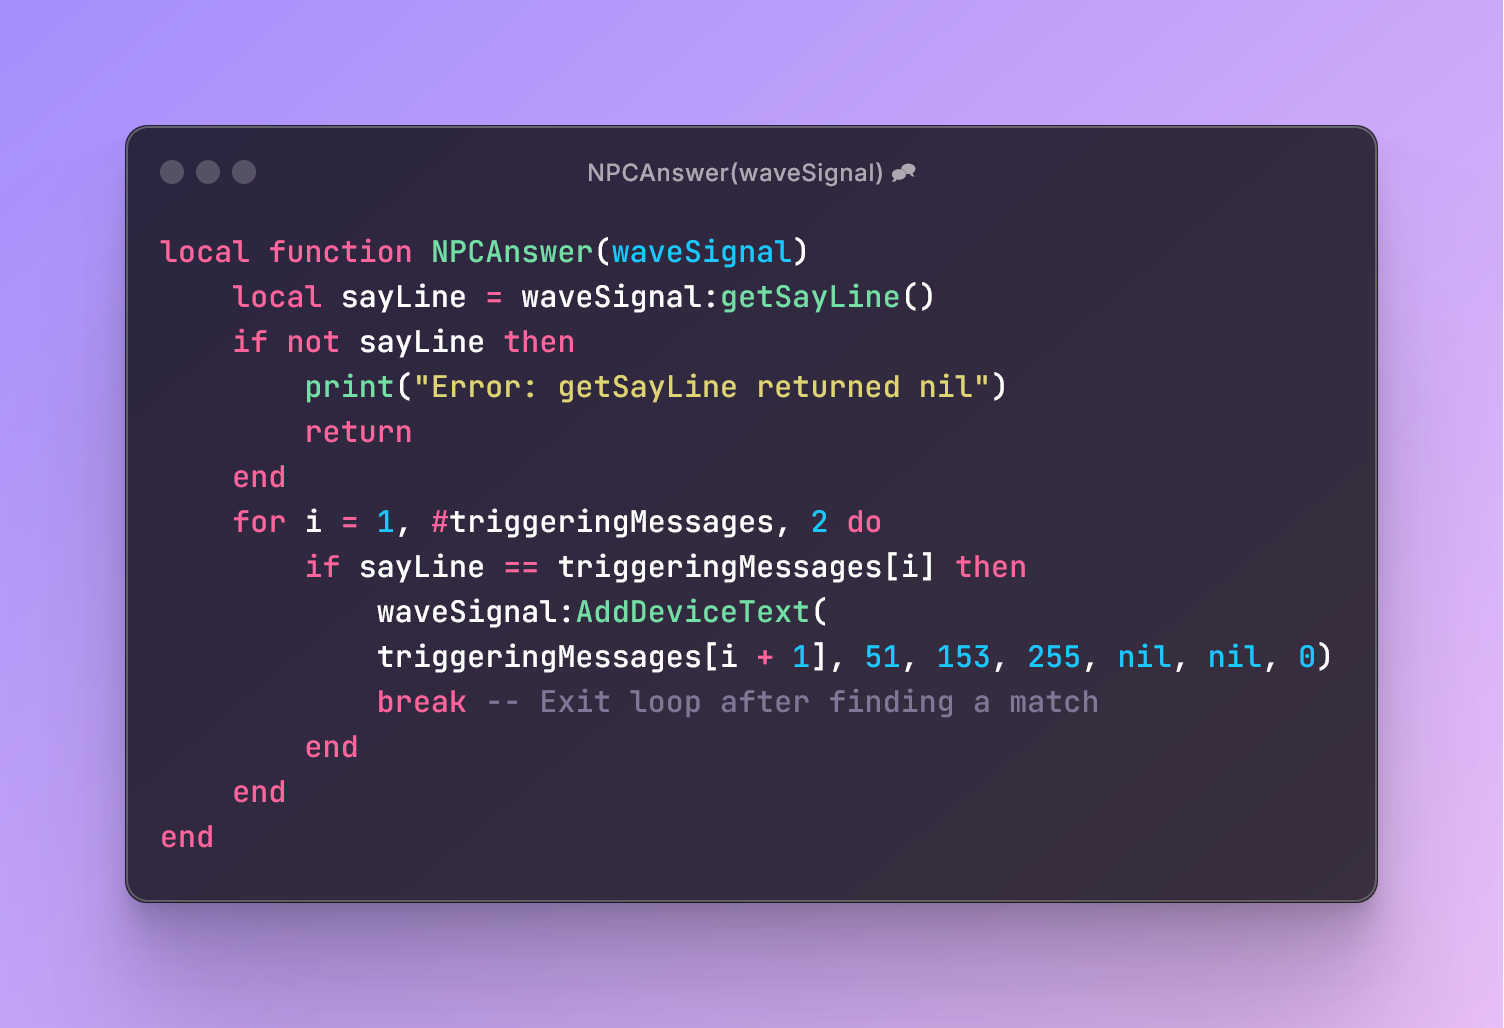 NPCAnswer(waveSignal)
local function NPCAnswer(waveSignal)
    local sayLine = waveSignal:getSayLine()
    if not sayLine then
        print("Error: getSayLine returned nil")
        return
    end
    for i = 1, #triggeringMessages, 2 do
        if sayLine == triggeringMessages[i] then
            waveSignal:AddDeviceText(
            triggeringMessages[i + 1], 51, 153, 255, nil, nil, 0)
            break -- Exit loop after finding a match
        end
    end
end